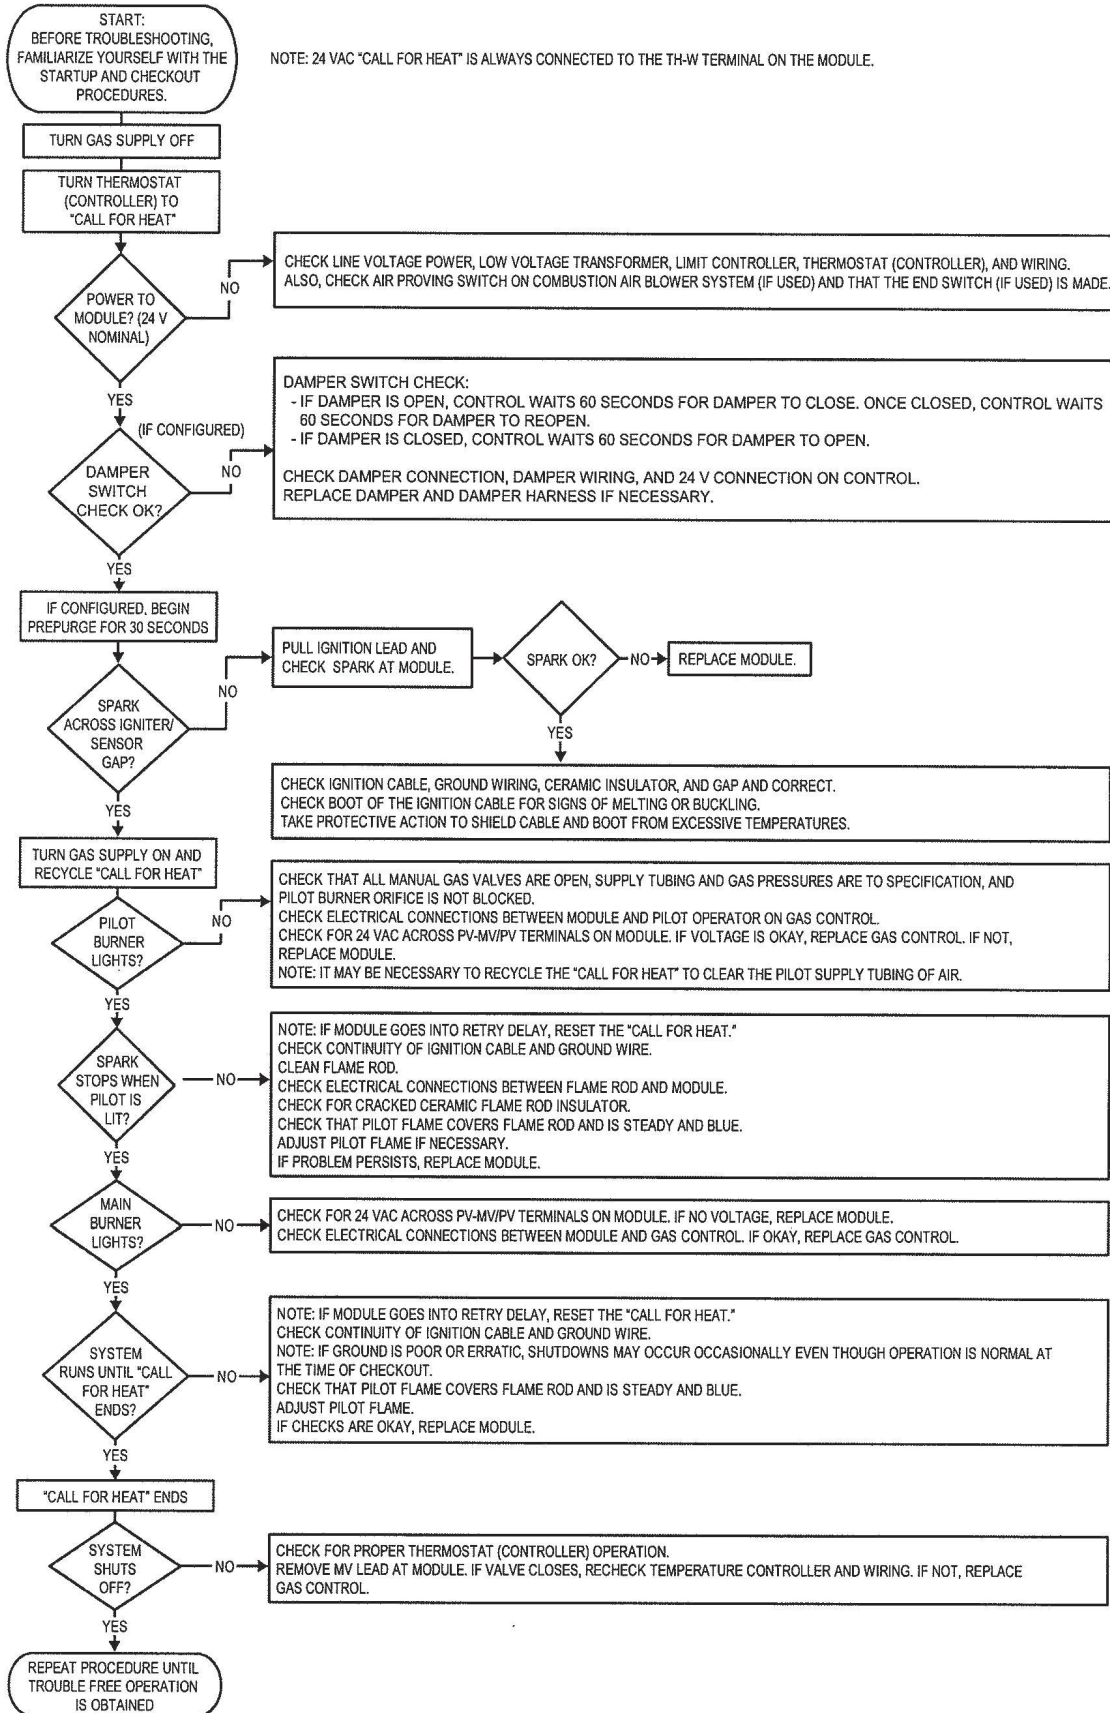 START:
BEFORE TROUBLESHOOTING,
FAMILIARIZE YOURSELF WITH THE
STARTUP AND CHECKOUT
PROCEDURES.
NOTE: 24 VAC "CALL FOR HEAT" IS ALWAYS CONNECTED TO THE TH-W TERMINAL ON THE MODULE.
TURN GAS SUPPLY OFF
TURN THERMOSTAT
(CONTROLLER) TO
"CALL FOR HEAT"
POWER TO
MODULE? (24 V
NOMINAL)
NO
CHECK LINE VOLTAGE POWER, LOW VOLTAGE TRANSFORMER, LIMIT CONTROLLER, THERMOSTAT (CONTROLLER), AND WIRING.
ALSO, CHECK AIR PROVING SWITCH ON COMBUSTION AIR BLOWER SYSTEM (IF USED) AND THAT THE END SWITCH (IF USED) IS MADE.
YES
(IF CONFIGURED)
DAMPER
SWITCH
CHECK OK?
NO
DAMPER SWITCH CHECK:
- IF DAMPER IS OPEN, CONTROL WAITS 60 SECONDS FOR DAMPER TO CLOSE. ONCE CLOSED, CONTROL WAITS
60 SECONDS FOR DAMPER TO REOPEN.
- IF DAMPER IS CLOSED, CONTROL WAITS 60 SECONDS FOR DAMPER TO OPEN.
CHECK DAMPER CONNECTION, DAMPER WIRING, AND 24 V CONNECTION ON CONTROL.
REPLACE DAMPER AND DAMPER HARNESS IF NECESSARY.
YES
IF CONFIGURED, BEGIN
PREPURGE FOR 30 SECONDS
SPARK
ACROSS IGNITER/
SENSOR
GAP?
NO
PULL IGNITION LEAD AND
CHECK SPARK AT MODULE.
SPARK OK?
NO
REPLACE MODULE.
YES
CHECK IGNITION CABLE, GROUND WIRING, CERAMIC INSULATOR, AND GAP AND CORRECT.
CHECK BOOT OF THE IGNITION CABLE FOR SIGNS OF MELTING OR BUCKLING.
TAKE PROTECTIVE ACTION TO SHIELD CABLE AND BOOT FROM EXCESSIVE TEMPERATURES.
YES
TURN GAS SUPPLY ON AND
RECYCLE "CALL FOR HEAT"
PILOT
BURNER
LIGHTS?
NO
CHECK THAT ALL MANUAL GAS VALVES ARE OPEN, SUPPLY TUBING AND GAS PRESSURES ARE TO SPECIFICATION, AND
PILOT BURNER ORIFICE IS NOT BLOCKED.
CHECK ELECTRICAL CONNECTIONS BETWEEN MODULE AND PILOT OPERATOR ON GAS CONTROL.
CHECK FOR 24 VAC ACROSS PV-MV/PV TERMINALS ON MODULE. IF VOLTAGE IS OKAY, REPLACE GAS CONTROL. IF NOT,
REPLACE MODULE.
NOTE: IT MAY BE NECESSARY TO RECYCLE THE "CALL FOR HEAT" TO CLEAR THE PILOT SUPPLY TUBING OF AIR.
YES
SPARK
STOPS WHEN
PILOT IS
LIT?
NO
NOTE: IF MODULE GOES INTO RETRY DELAY, RESET THE "CALL FOR HEAT."
CHECK CONTINUITY OF IGNITION CABLE AND GROUND WIRE.
CLEAN FLAME ROD.
CHECK ELECTRICAL CONNECTIONS BETWEEN FLAME ROD AND MODULE.
CHECK FOR CRACKED CERAMIC FLAME ROD INSULATOR.
CHECK THAT PILOT FLAME COVERS FLAME ROD AND IS STEADY AND BLUE.
ADJUST PILOT FLAME IF NECESSARY.
IF PROBLEM PERSISTS, REPLACE MODULE.
YES
MAIN
BURNER
LIGHTS?
NO
CHECK FOR 24 VAC ACROSS PV-MV/PV TERMINALS ON MODULE. IF NO VOLTAGE, REPLACE MODULE.
CHECK ELECTRICAL CONNECTIONS BETWEEN MODULE AND GAS CONTROL. IF OKAY, REPLACE GAS CONTROL.
YES
SYSTEM
RUNS UNTIL "CALL
FOR HEAT"
ENDS?
NO
NOTE: IF MODULE GOES INTO RETRY DELAY, RESET THE "CALL FOR HEAT."
CHECK CONTINUITY OF IGNITION CABLE AND GROUND WIRE.
NOTE: IF GROUND IS POOR OR ERRATIC, SHUTDOWNS MAY OCCUR OCCASIONALLY EVEN THOUGH OPERATION IS NORMAL AT
THE TIME OF CHECKOUT.
CHECK THAT PILOT FLAME COVERS FLAME ROD AND IS STEADY AND BLUE.
ADJUST PILOT FLAME.
IF CHECKS ARE OKAY, REPLACE MODULE.
YES
"CALL FOR HEAT" ENDS
SYSTEM
SHUTS
OFF?
NO
CHECK FOR PROPER THERMOSTAT (CONTROLLER) OPERATION.
REMOVE MV LEAD AT MODULE. IF VALVE CLOSES, RECHECK TEMPERATURE CONTROLLER AND WIRING. IF NOT, REPLACE
GAS CONTROL.
YES
REPEAT PROCEDURE UNTIL
TROUBLE FREE OPERATION
IS OBTAINED